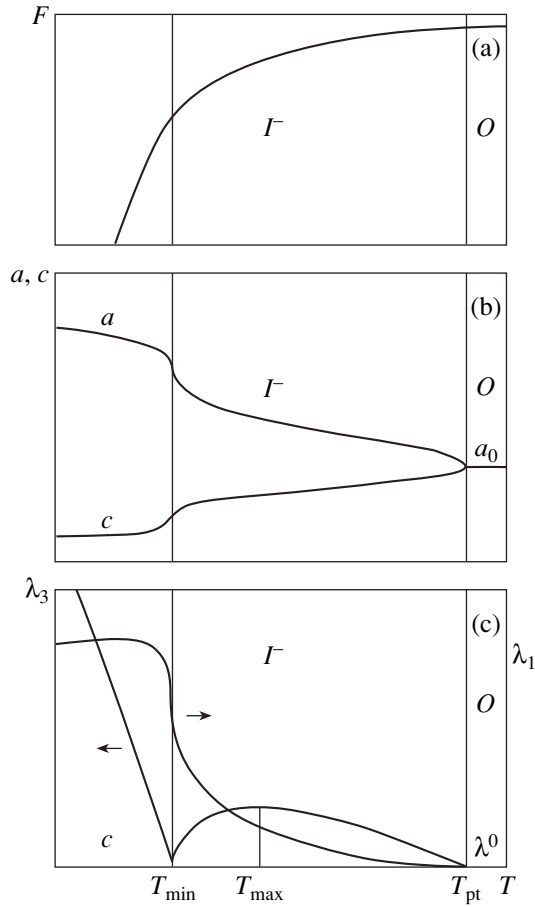 F
(a)
I⁻
O
a, c
(b)
a
I⁻
O
a₀
c
λ₃
(c)
I⁻
λ₁
O
c
λ⁰
T_min
T_max
T_pt
T